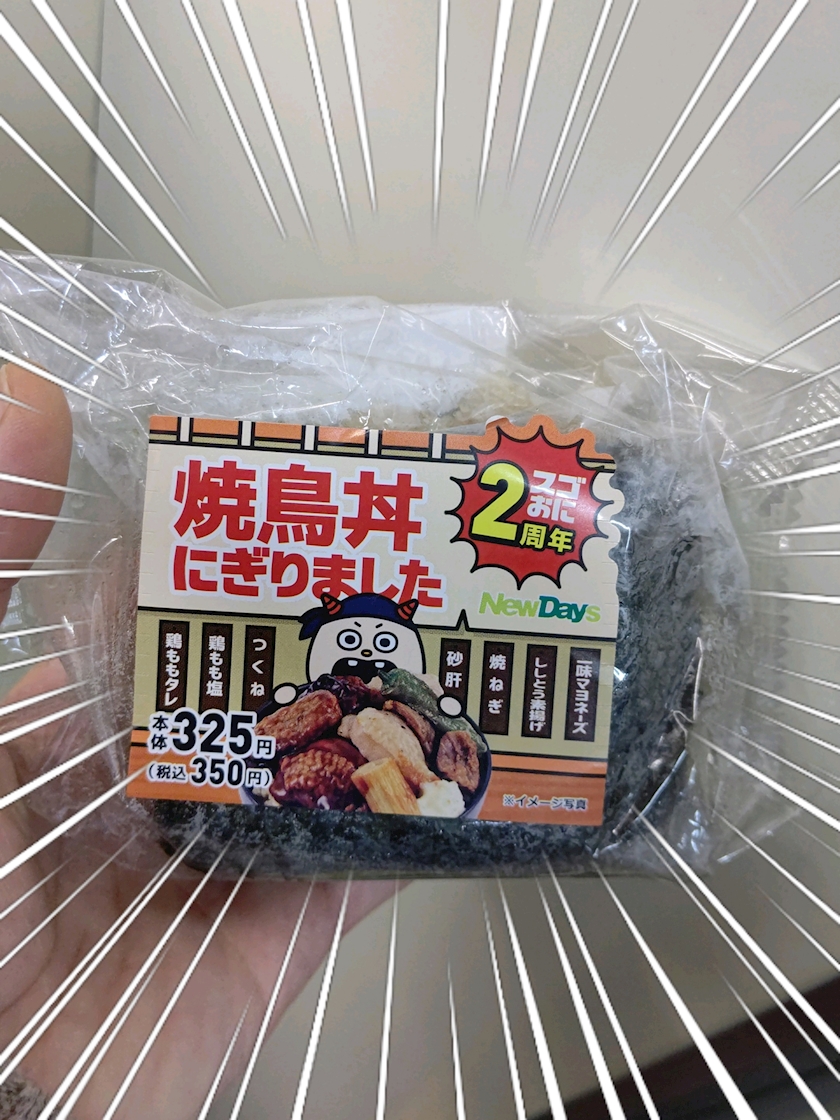 焼鳥丼
にぎりました
スゴおに
2周年
NewDays
鶏ももタレ
鶏もも塩
つくね
砂肝
焼ねぎ
ししとう素揚げ
一味マヨネーズ
本体325円
(税込350円)
※イメージ写真